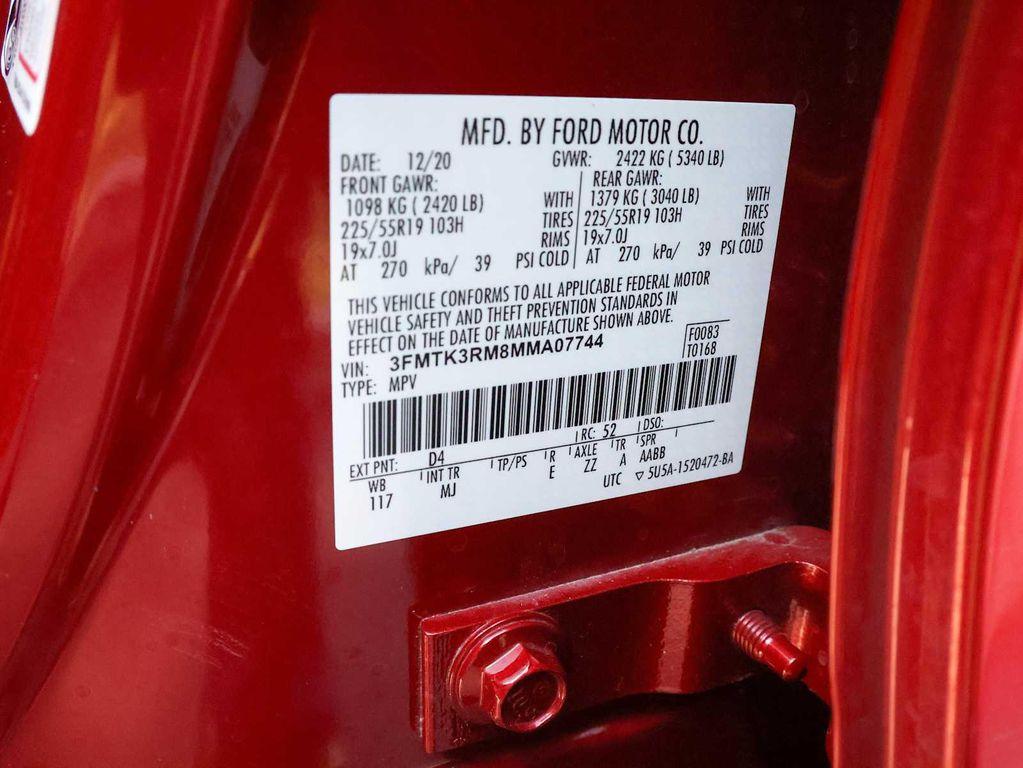 MFD. BY FORD MOTOR CO.
DATE: 12/20 GVWR: 2422 KG ( 5340 LB)
FRONT GAWR: REAR GAWR:
1098 KG ( 2420 LB) WITH 1379 KG ( 3040 LB) WITH
225/55R19 103H TIRES 225/55R19 103H TIRES
19x7.0J RIMS 19x7.0J RIMS
AT 270 kPa/ 39 PSI COLD AT 270 kPa/ 39 PSI COLD
THIS VEHICLE CONFORMS TO ALL APPLICABLE FEDERAL MOTOR
VEHICLE SAFETY AND THEFT PREVENTION STANDARDS IN
EFFECT ON THE DATE OF MANUFACTURE SHOWN ABOVE.
VIN: 3FMTK3RM8MMA07744 F0083
TYPE: MPV T0168
EXT PNT: D4 RC: 52 DSO:
WB INT TR TP/PS R AXLE TR SPR
117 MJ E ZZ A AABB
UTC ▽ 5U5A-1520472-BA